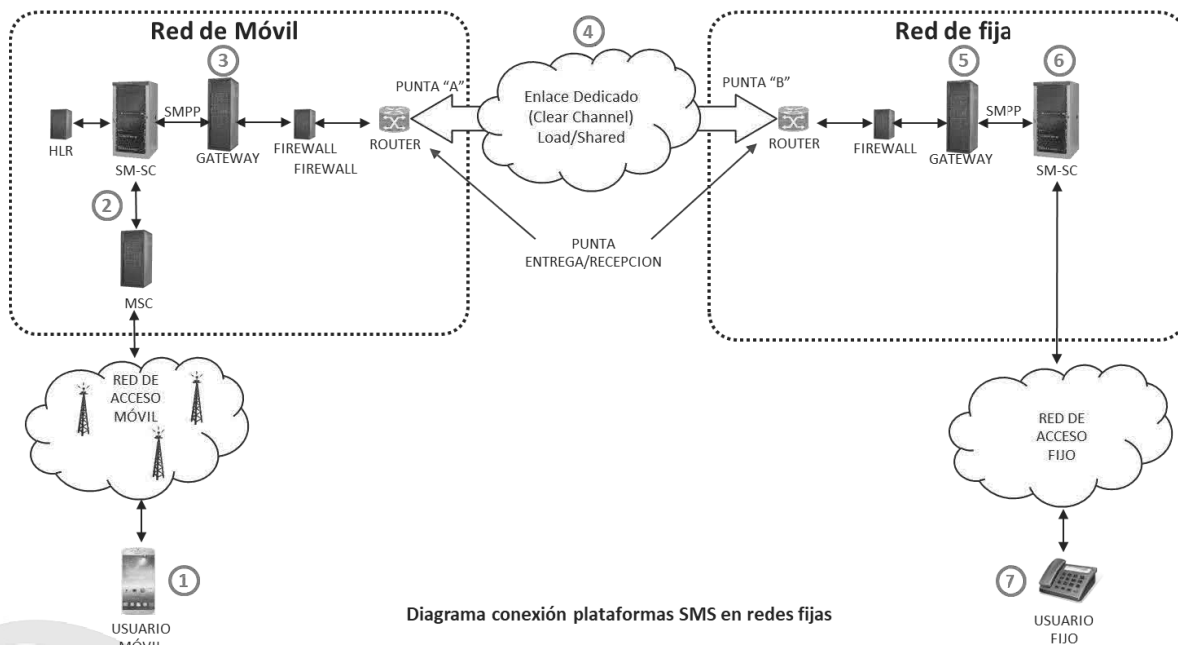 Red de Móvil
4
Red de fija
3
5
6
PUNTA "A"
PUNTA "B"
Enlace Dedicado
(Clear Channel)
Load/Shared
SMPP
SMPP
HLR
SM-SC
GATEWAY
FIREWALL
FIREWALL
ROUTER
ROUTER
FIREWALL
GATEWAY
SM-SC
2
PUNTA
ENTREGA/RECEPCION
MSC
RED DE
ACCESO
MÓVIL
RED DE
ACCESO
FIJO
1
7
Diagrama conexión plataformas SMS en redes fijas
USUARIO
MÓVIL
USUARIO
FIJO